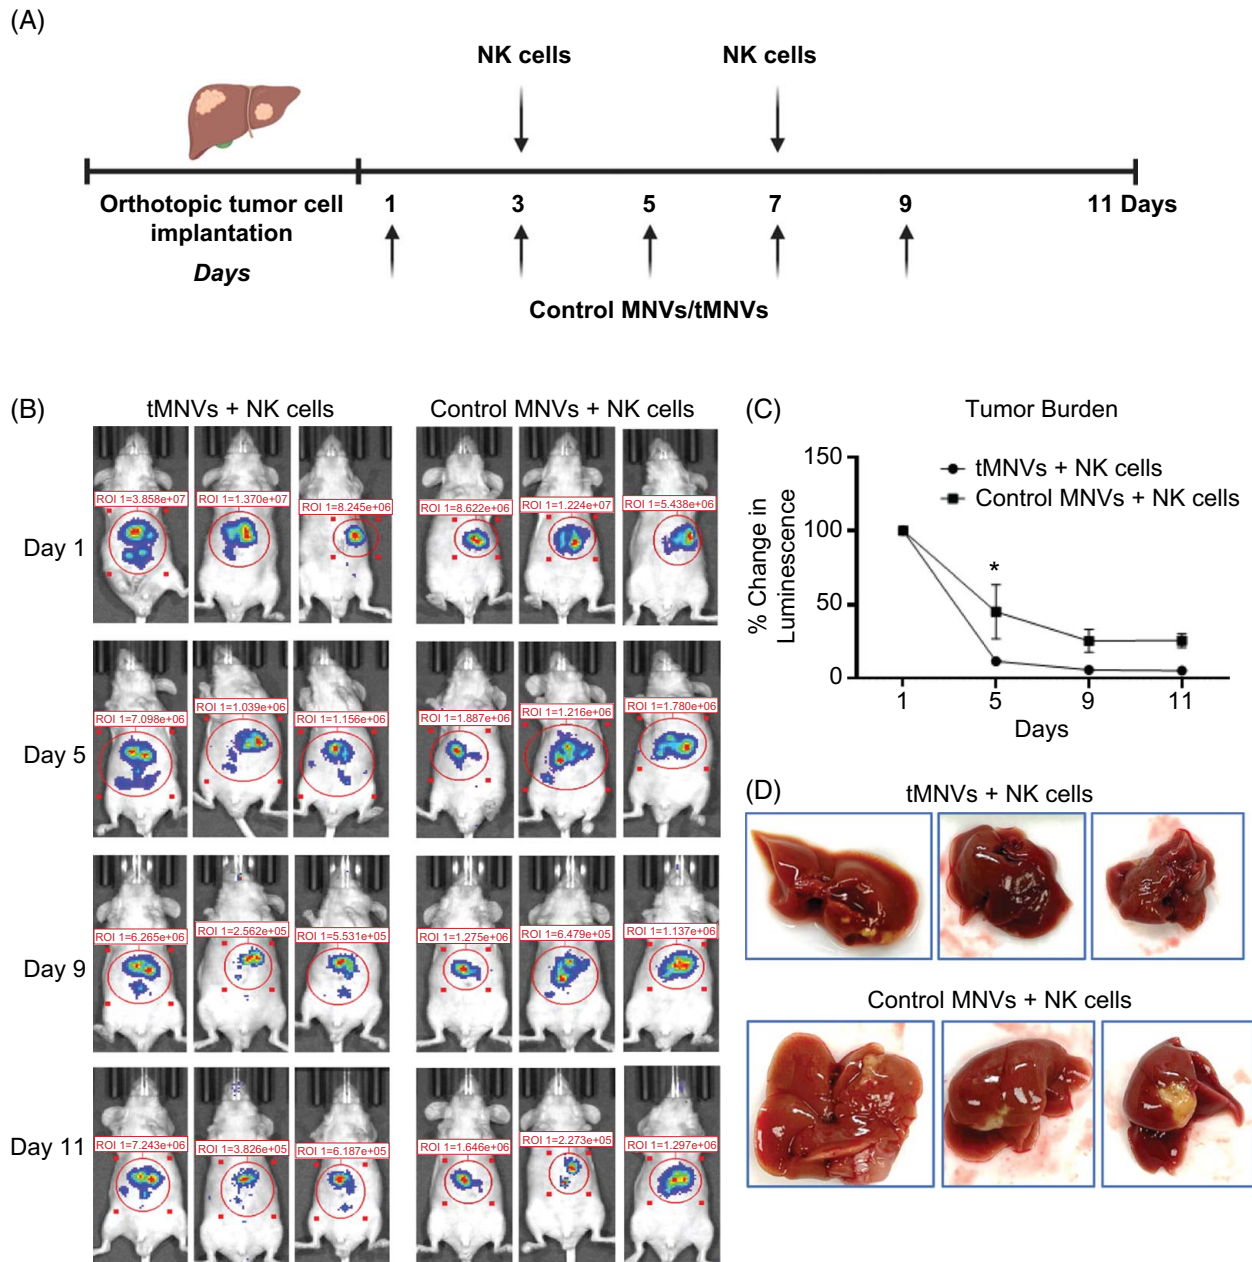 (A)
NK cells NK cells
Orthotopic tumor cell
implantation
Days
1 3 5 7 9 11 Days
Control MNVs/tMNVs
(B)
tMNVs + NK cells Control MNVs + NK cells
Day 1
ROI 1=3.858e+07 ROI 1=1.370e+07 ROI 1=8.245e+06 ROI 1=8.622e+06 ROI 1=1.224e+07 ROI 1=5.438e+06
Day 5
ROI 1=7.098e+06 ROI 1=1.039e+06 ROI 1=1.156e+06 ROI 1=1.887e+06 ROI 1=1.216e+06 ROI 1=1.780e+06
Day 9
ROI 1=6.265e+06 ROI 1=2.562e+05 ROI 1=5.531e+05 ROI 1=1.275e+06 ROI 1=6.479e+05 ROI 1=1.137e+06
Day 11
ROI 1=7.243e+06 ROI 1=3.826e+05 ROI 1=6.187e+05 ROI 1=1.646e+06 ROI 1=2.273e+05 ROI 1=1.297e+06
(C)
Tumor Burden
% Change in
Luminescence
150
100
50
0
tMNVs + NK cells
Control MNVs + NK cells
*
1 5 9 11
Days
(D)
tMNVs + NK cells
Control MNVs + NK cells